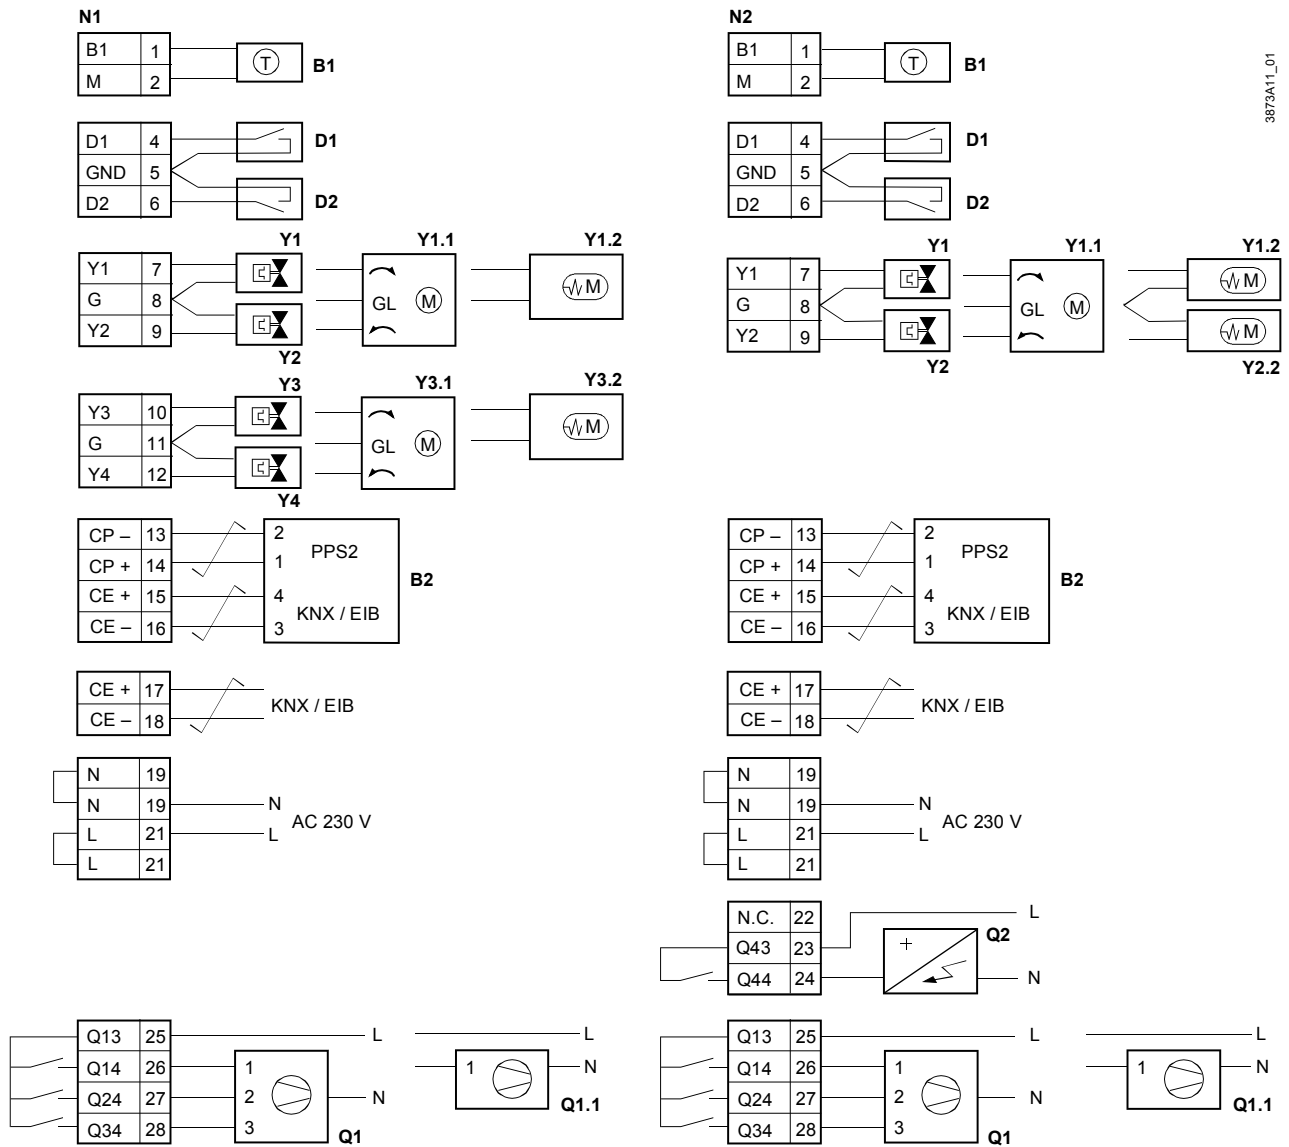 N1
B1 1
M 2
T
B1
D1 4
GND 5
D2 6
D1
D2
Y1 7
G 8
Y2 9
Y1
Y2
Y1.1
GL M
Y1.2
M
Y3 10
G 11
Y4 12
Y3
Y4
Y3.1
GL M
Y3.2
M
CP – 13
CP + 14
CE + 15
CE – 16
2
1
4
3
PPS2
KNX / EIB
B2
CE + 17
CE – 18
KNX / EIB
N 19
N 19
L 21
L 21
N
L
AC 230 V
Q13 25
Q14 26
Q24 27
Q34 28
L
1
2
3
N
Q1
L
1
N
Q1.1
N2
B1 1
M 2
T
B1
3873A11_01
D1 4
GND 5
D2 6
D1
D2
Y1 7
G 8
Y2 9
Y1
Y2
Y1.1
GL M
Y1.2
M
M
Y2.2
CP – 13
CP + 14
CE + 15
CE – 16
2
1
4
3
PPS2
KNX / EIB
B2
CE + 17
CE – 18
KNX / EIB
N 19
N 19
L 21
L 21
N
L
AC 230 V
N.C. 22
Q43 23
Q44 24
L
+
Q2
N
Q13 25
Q14 26
Q24 27
Q34 28
L
1
2
3
N
Q1
L
1
N
Q1.1